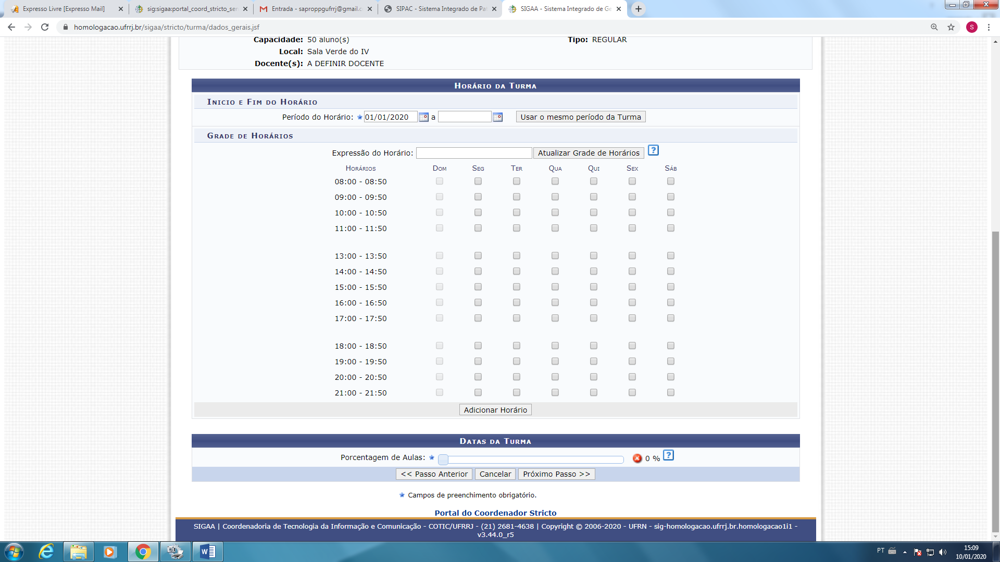 Expresso Livre [Expresso Mail]
sig:sigaa:portal_coord_stricto_sen
Entrada - saproppgufrrj@gmail.c
SIPAC - Sistema Integrado de Pat
SIGAA - Sistema Integrado de Ge
homologacao.ufrrj.br/sigaa/stricto/turma/dados_gerais.jsf
S
Capacidade: 50 aluno(s) Tipo: REGULAR
Local: Sala Verde do IV
Docente(s): A DEFINIR DOCENTE
Horário da Turma
Inicio e Fim do Horário
Período do Horário: 01/01/2020 a Usar o mesmo período da Turma
Grade de Horários
Expressão do Horário: Atualizar Grade de Horários ?
Horários Dom Seg Ter Qua Qui Sex Sáb
08:00 - 08:50
09:00 - 09:50
10:00 - 10:50
11:00 - 11:50
13:00 - 13:50
14:00 - 14:50
15:00 - 15:50
16:00 - 16:50
17:00 - 17:50
18:00 - 18:50
19:00 - 19:50
20:00 - 20:50
21:00 - 21:50
Adicionar Horário
Datas da Turma
Porcentagem de Aulas: 0 % ?
<< Passo Anterior Cancelar Próximo Passo >>
Campos de preenchimento obrigatório.
Portal do Coordenador Stricto
SIGAA | Coordenadoria de Tecnologia da Informação e Comunicação - COTIC/UFRRJ - (21) 2681-4638 | Copyright © 2006-2020 - UFRN - sig-homologacao.ufrrj.br.homologacao1i1 -
v3.44.0_r5
PT
15:09
10/01/2020